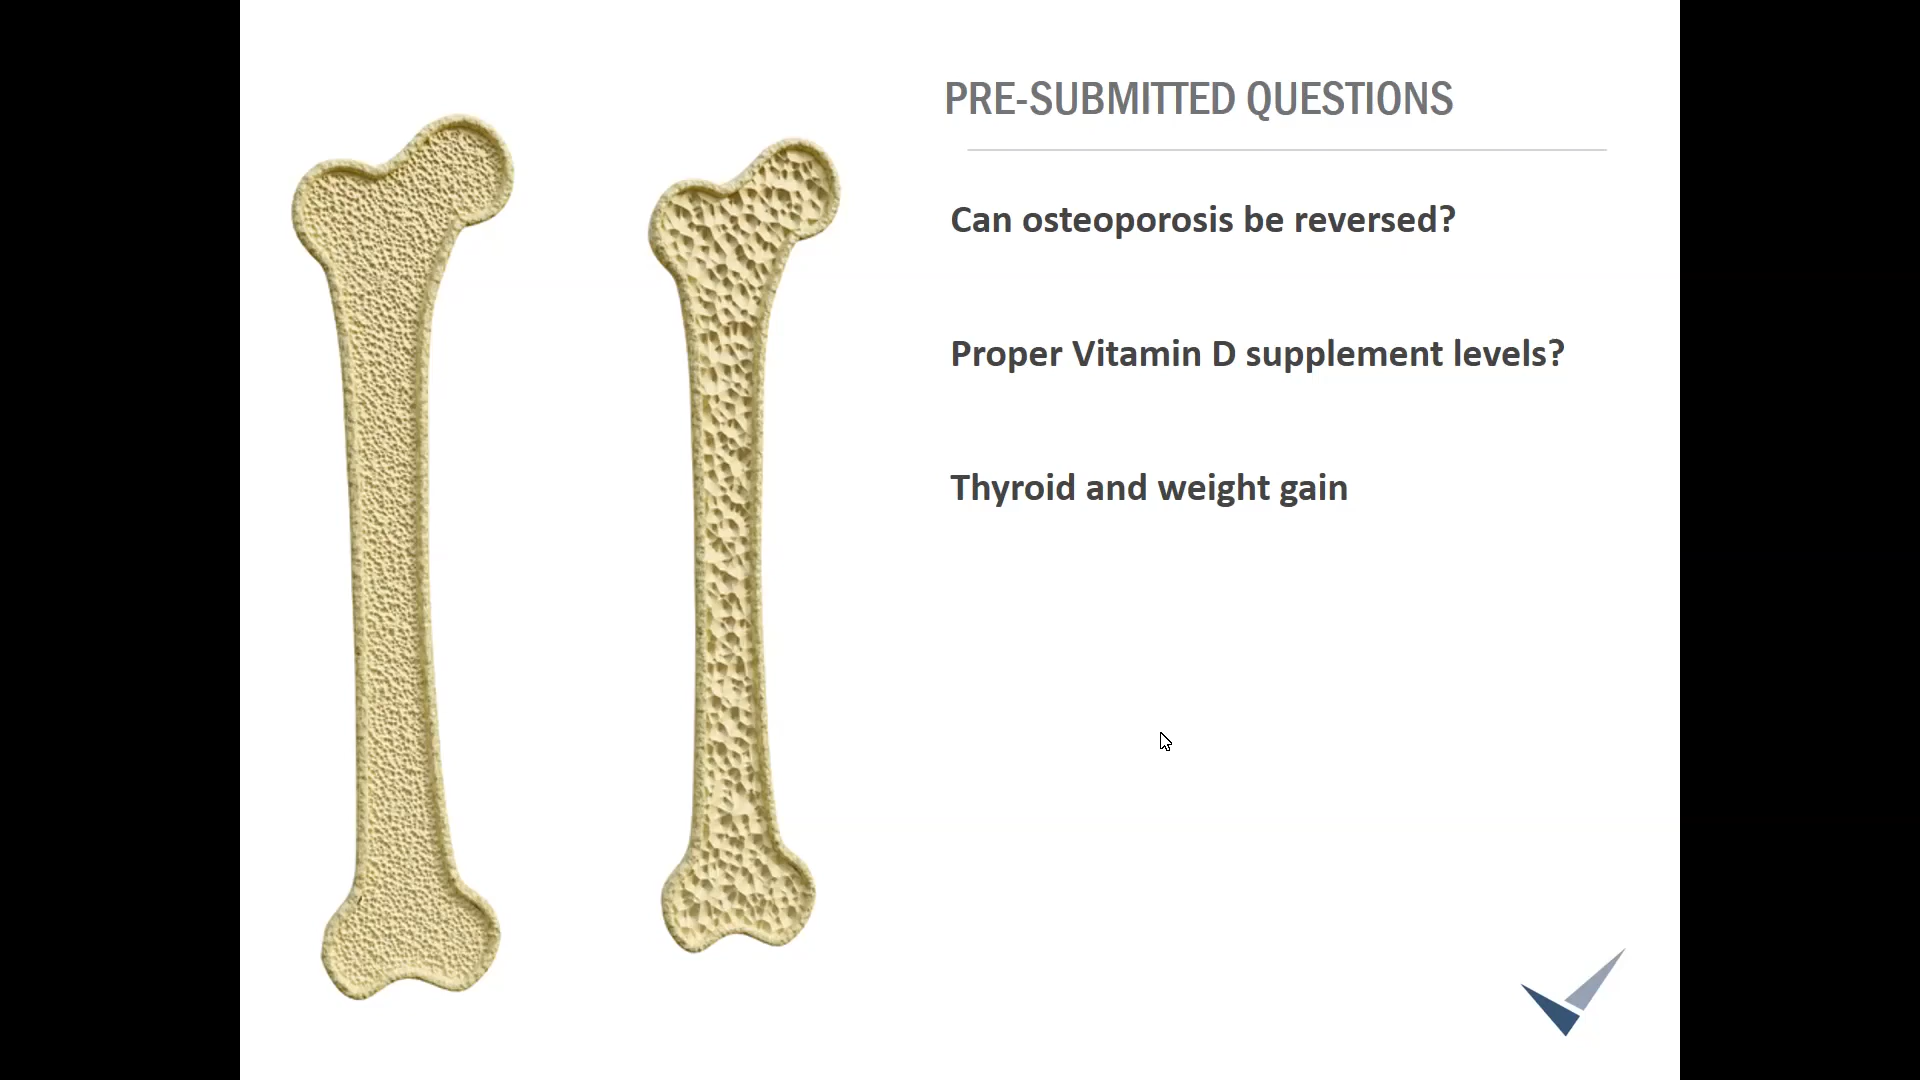 PRE-SUBMITTED QUESTIONS
Can osteoporosis be reversed?
Proper Vitamin D supplement levels?
Thyroid and weight gain